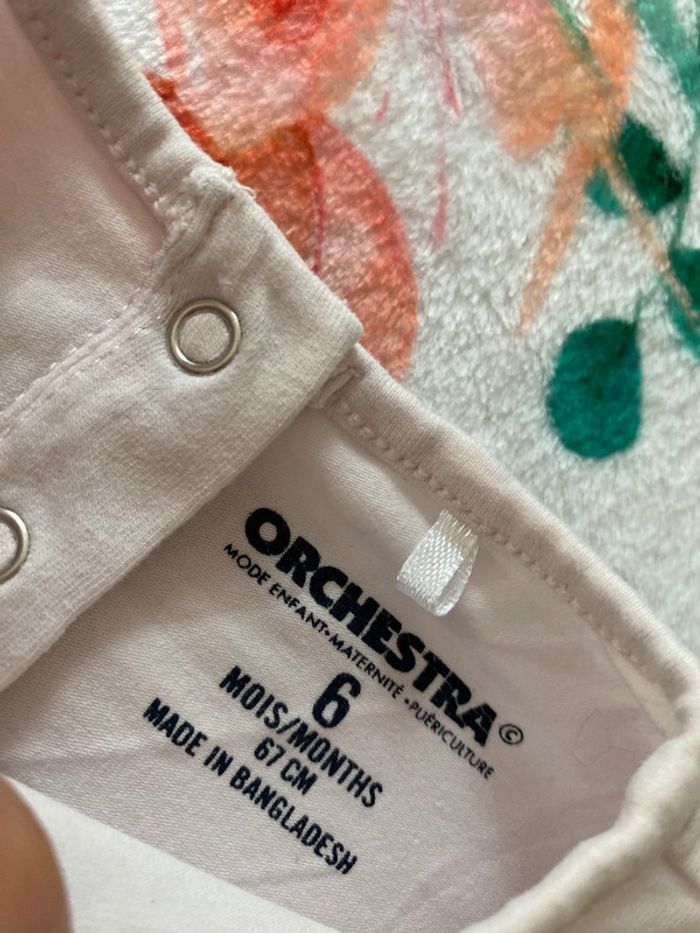 ORCHESTRA©
MODE ENFANT•MATERNITÉ•PUÉRICULTURE
6
MOIS/MONTHS
67 CM
MADE IN BANGLADESH